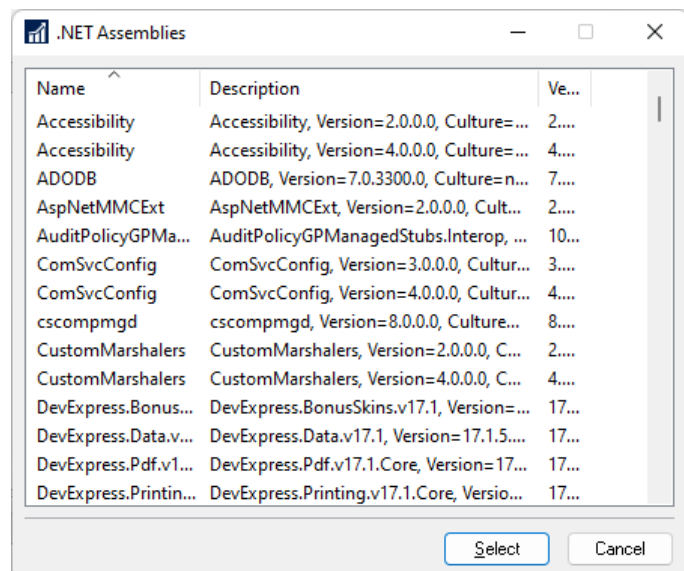 .NET Assemblies
Name Description Ve...
Accessibility Accessibility, Version=2.0.0.0, Culture=... 2....
Accessibility Accessibility, Version=4.0.0.0, Culture=... 4....
ADODB ADODB, Version=7.0.3300.0, Culture=n... 7....
AspNetMMCExt AspNetMMCExt, Version=2.0.0.0, Cult... 2....
AuditPolicyGPMa... AuditPolicyGPManagedStubs.Interop, ... 10...
ComSvcConfig ComSvcConfig, Version=3.0.0.0, Cultur... 3....
ComSvcConfig ComSvcConfig, Version=4.0.0.0, Cultur... 4....
cscompmgd cscompmgd, Version=8.0.0.0, Culture... 8....
CustomMarshalers CustomMarshalers, Version=2.0.0.0, C... 2....
CustomMarshalers CustomMarshalers, Version=4.0.0.0, C... 4....
DevExpress.Bonus... DevExpress.BonusSkins.v17.1, Version=... 17...
DevExpress.Data.v... DevExpress.Data.v17.1, Version=17.1.5.... 17...
DevExpress.Pdf.v1... DevExpress.Pdf.v17.1.Core, Version=17... 17...
DevExpress.Printin... DevExpress.Printing.v17.1.Core, Versio... 17...
Select Cancel